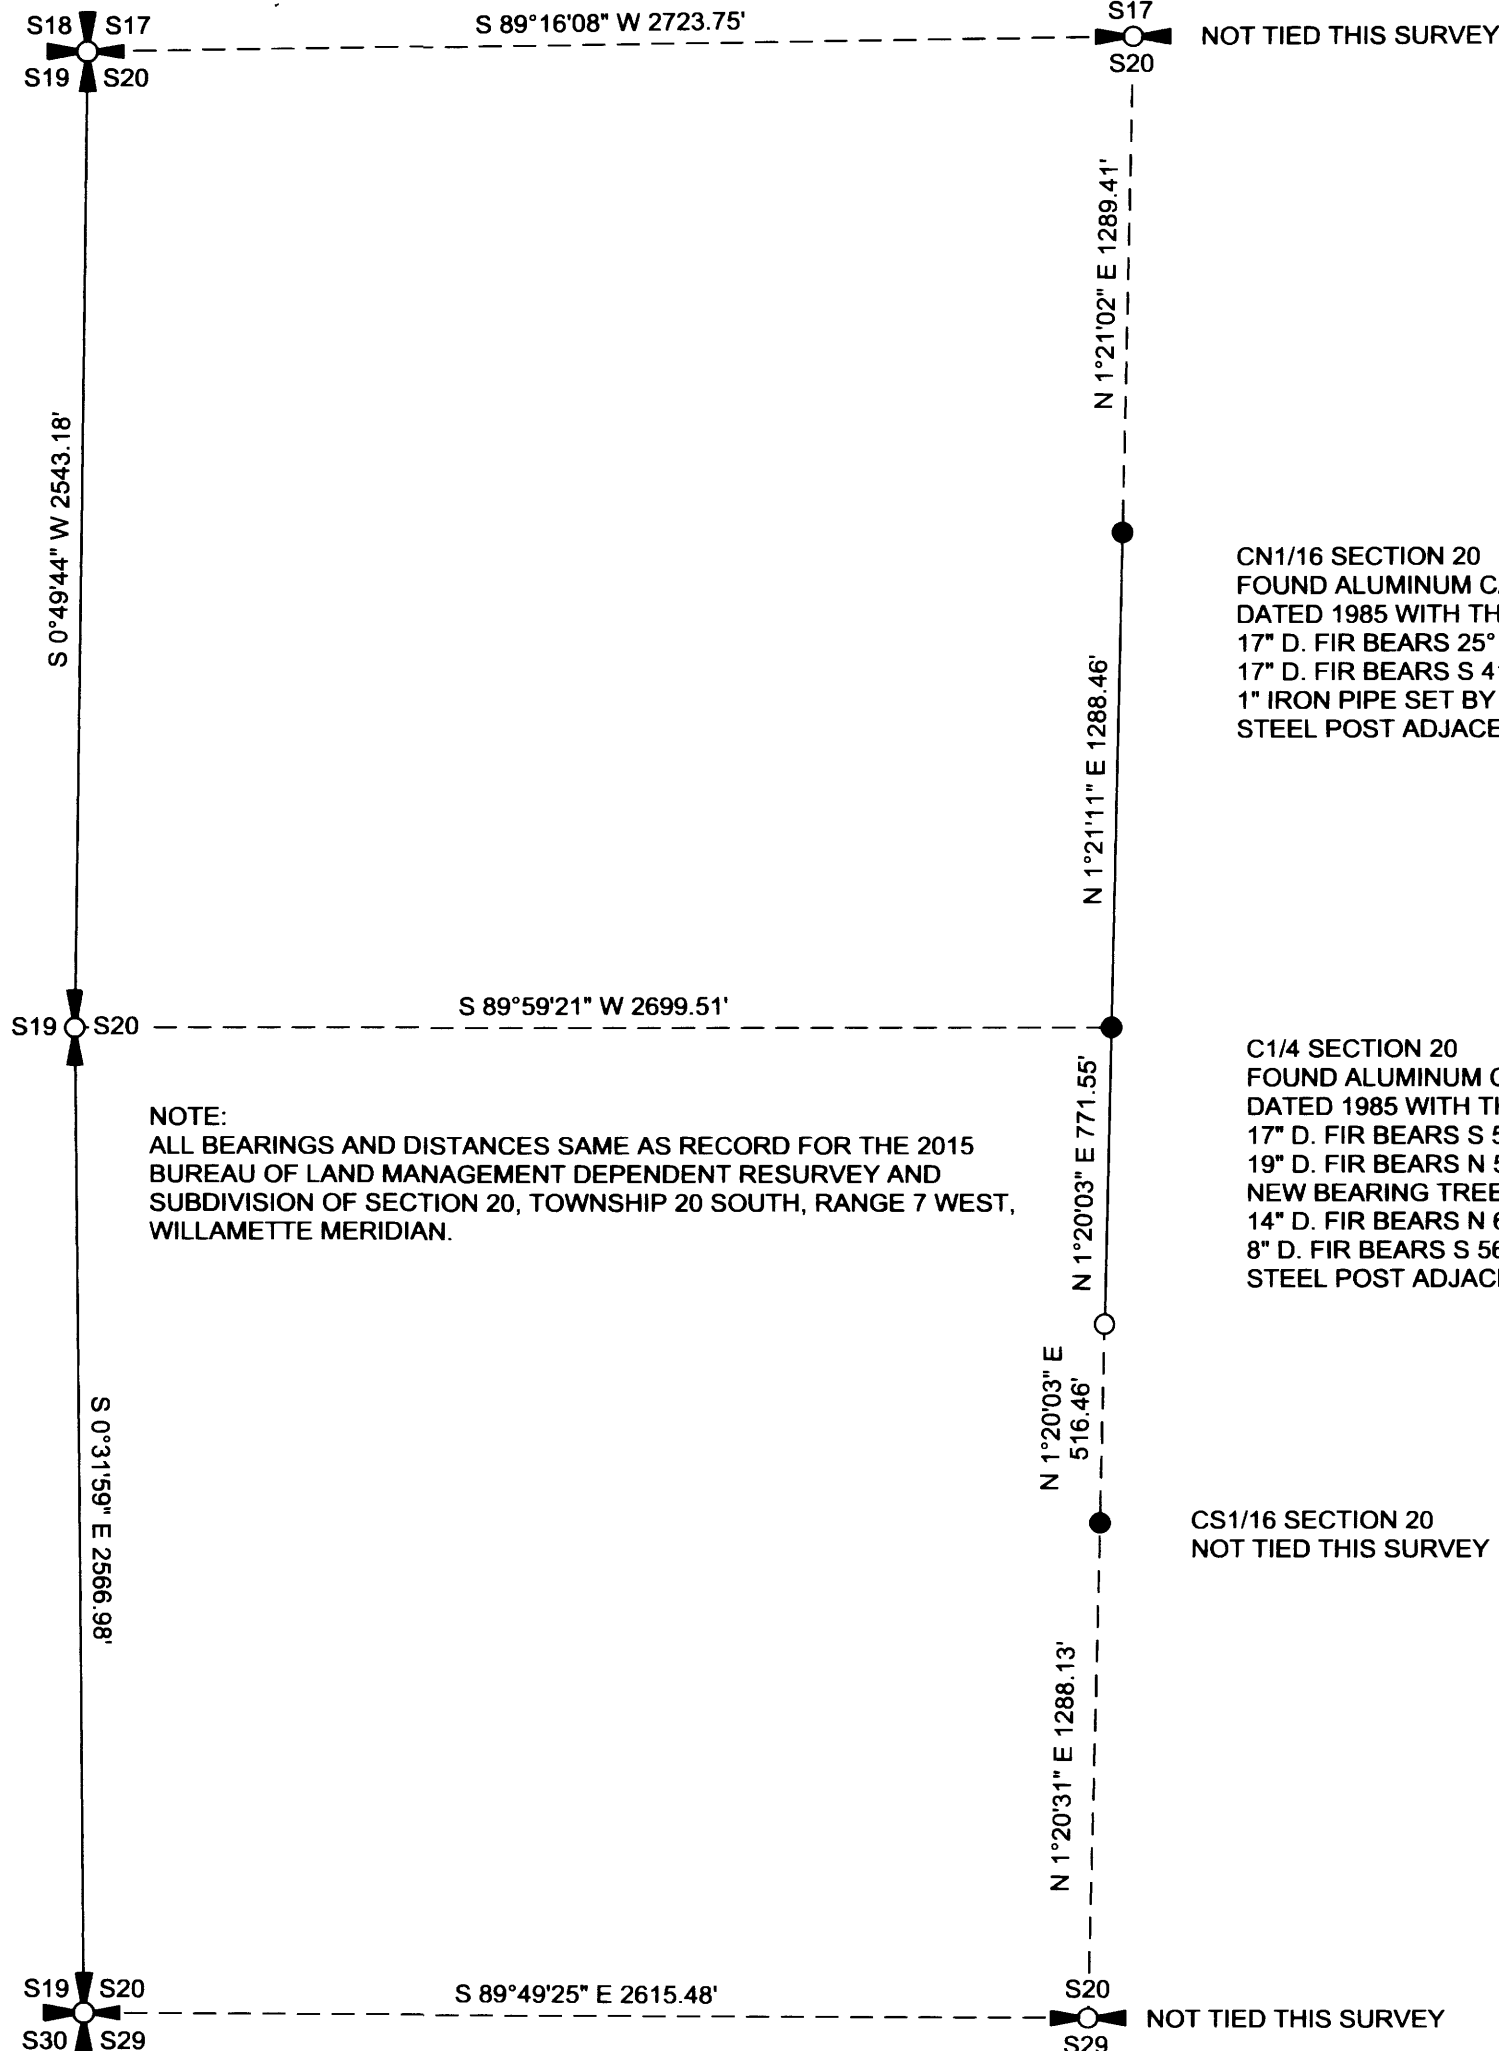 S18 S17
S 89°16'08" W 2723.75'
S17
NOT TIED THIS SURVEY
S19 S20
S20
N 1°21'02" E 1289.41'
S 0°49'44" W 2543.18'
CN1/16 SECTION 20
FOUND ALUMINUM
DATED 1985 WITH
17" D. FIR BEARS 25°
17" D. FIR BEARS S
1" IRON PIPE SET BY
STEEL POST
N 1°21'11" E 1288.46'
S19 S20
S 89°59'21" W 2699.51'
C1/4 SECTION 20
FOUND ALUMINUM
DATED 1985 WITH
17" D. FIR BEARS S
19" D. FIR BEARS N
NEW BEARING
14" D. FIR BEARS N
8" D. FIR BEARS S
STEEL POST
N 1°20'03" E 771.55'
NOTE:
ALL BEARINGS AND DISTANCES SAME AS RECORD FOR THE 2015
BUREAU OF LAND MANAGEMENT DEPENDENT RESURVEY AND
SUBDIVISION OF SECTION 20, TOWNSHIP 20 SOUTH, RANGE 7 WEST,
WILLAMETTE MERIDIAN.
N 1°20'03" E
516.46'
S 0°31'59" E 2566.98'
CS1/16 SECTION 20
NOT TIED THIS SURVEY
N 1°20'31" E 1288.13'
S19 S20
S 89°49'25" E 2615.48'
S20
NOT TIED THIS SURVEY
S30 S29
S29